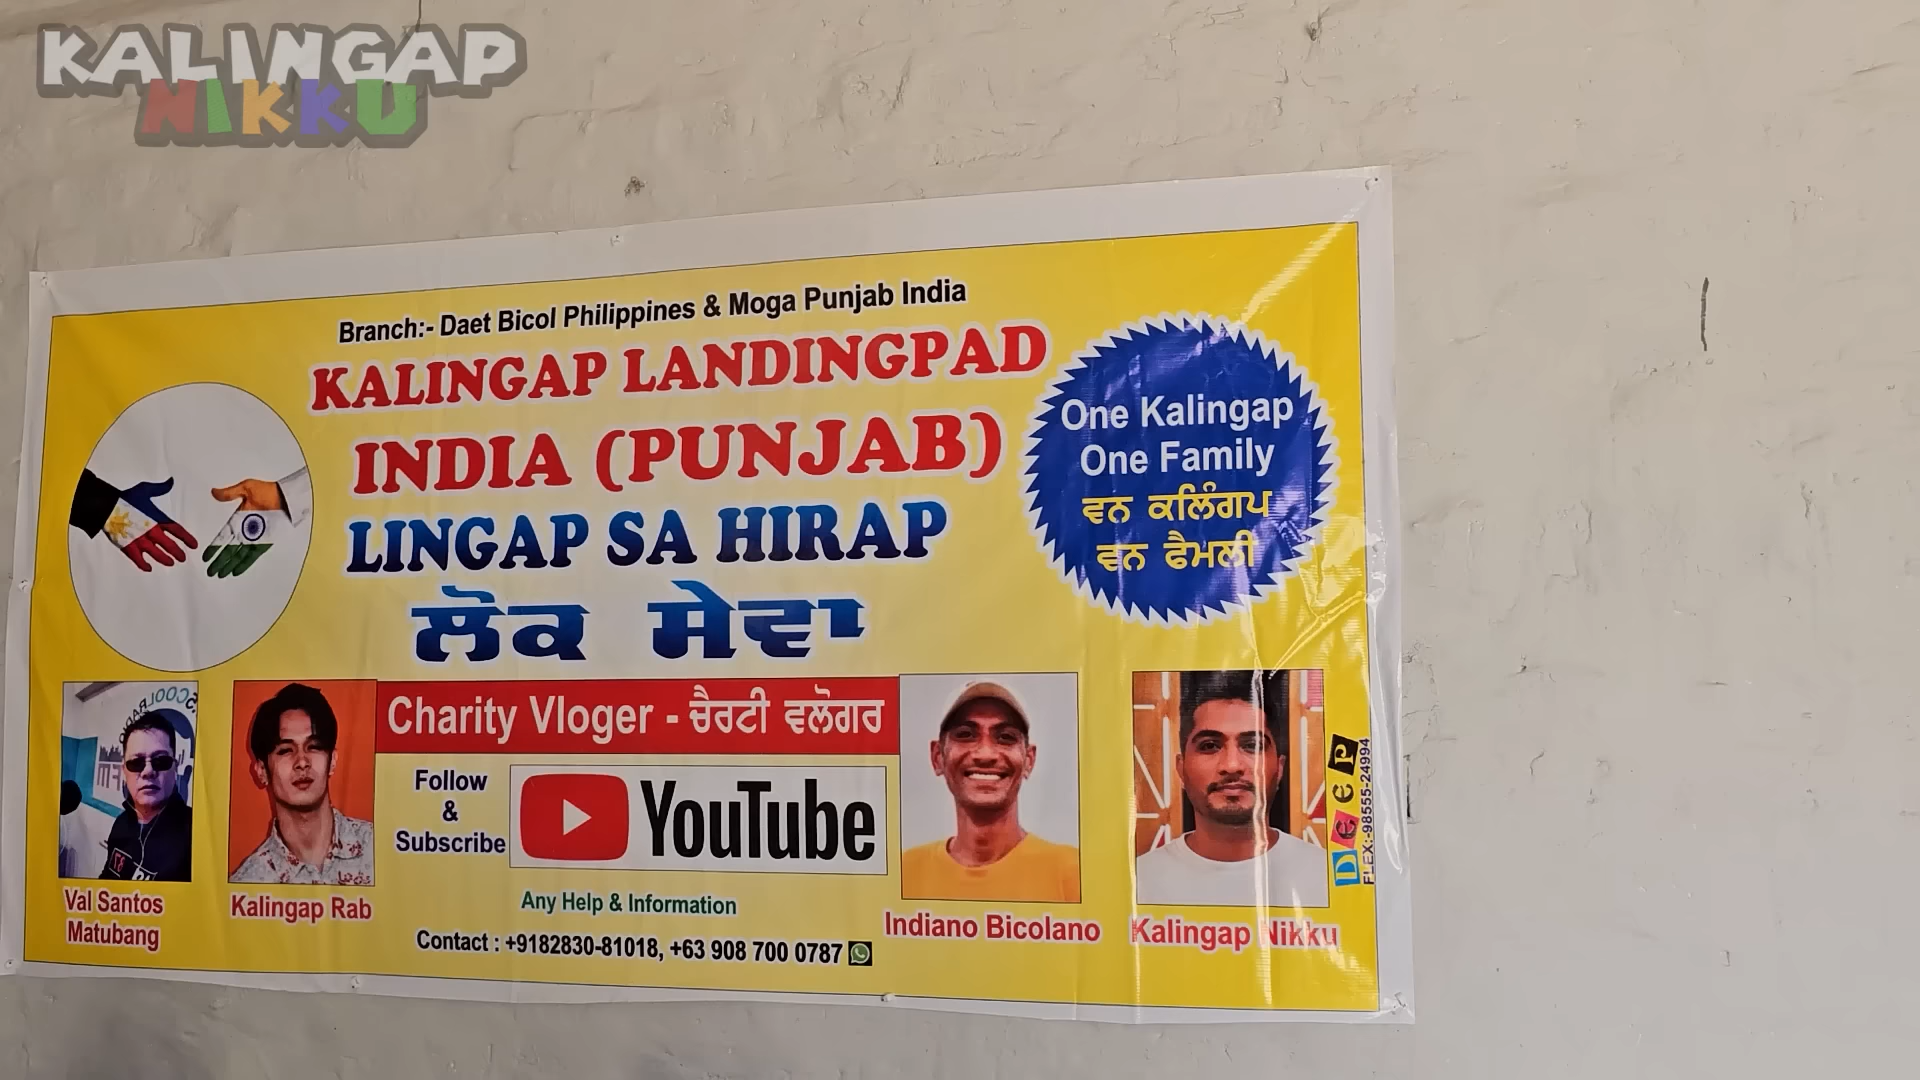 KALINGAP
NIKKU
Branch:- Daet Bicol Philippines & Moga Punjab India
KALINGAP LANDINGPAD
INDIA (PUNJAB)
LINGAP SA HIRAP
ਲੋਕ ਸੇਵਾ
One Kalingap
One Family
ਵਨ ਕਲਿੰਗਪ
ਵਨ ਫੈਮਲੀ
Charity Vloger - ਚੈਰਟੀ ਵਲੋਗਰ
Follow
&
Subscribe
YouTube
Any Help & Information
Contact : +9182830-81018, +63 908 700 0787
Val Santos
Matubang
Kalingap Rab
Indiano Bicolano
Kalingap Nikku
DeeP
FLEX:-98555-24994